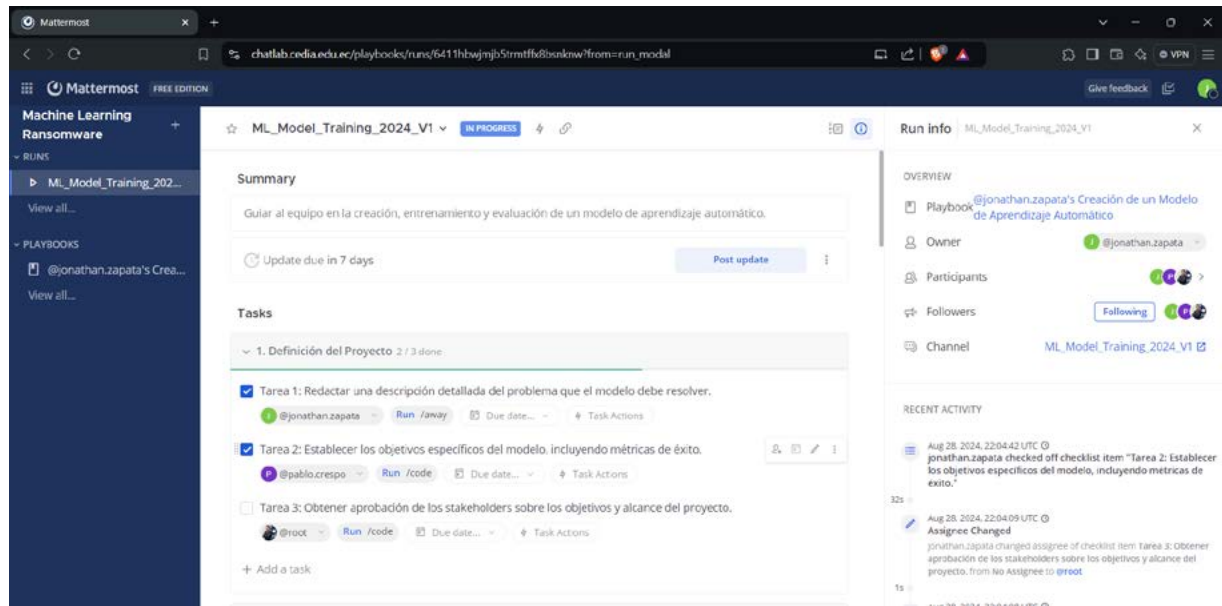 Mattermost
chatlab.cedia.edu.ec/playbooks/runs/6411hbwjmjb5trmtffx8bsnknw?from=run_modal
VPN
Mattermost FREE EDITION
Give feedback
Machine Learning
Ransomware
RUNS
ML_Model_Training_202...
View all...
PLAYBOOKS
@jonathan.zapata's Crea...
View all...
ML_Model_Training_2024_V1 IN PROGRESS
Summary
Guiar al equipo en la creación, entrenamiento y evaluación de un modelo de aprendizaje automático.
Update due in 7 days
Post update
Tasks
1. Definición del Proyecto 2 / 3 done
Tarea 1: Redactar una descripción detallada del problema que el modelo debe resolver.
J @jonathan.zapata Run /away Due date... Task Actions
Tarea 2: Establecer los objetivos específicos del modelo, incluyendo métricas de éxito.
P @pablo.crespo Run /code Due date... Task Actions
Tarea 3: Obtener aprobación de los stakeholders sobre los objetivos y alcance del proyecto.
@root Run /code Due date... Task Actions
+ Add a task
Run info ML_Model_Training_2024_V1
OVERVIEW
Playbook @jonathan.zapata's Creación de un Modelo
de Aprendizaje Automático
Owner J @jonathan.zapata
Participants J P
Followers Following J P
Channel ML_Model_Training_2024_V1
RECENT ACTIVITY
Aug 28, 2024, 22:04:42 UTC
jonathan.zapata checked off checklist item "Tarea 2: Establecer
los objetivos específicos del modelo, incluyendo métricas de
éxito."
32s
Aug 28, 2024, 22:04:09 UTC
Assignee Changed
jonathan.zapata changed assignee of checklist item Tarea 3: Obtener
aprobación de los stakeholders sobre los objetivos y alcance del
proyecto. from No Assignee to @root
1s